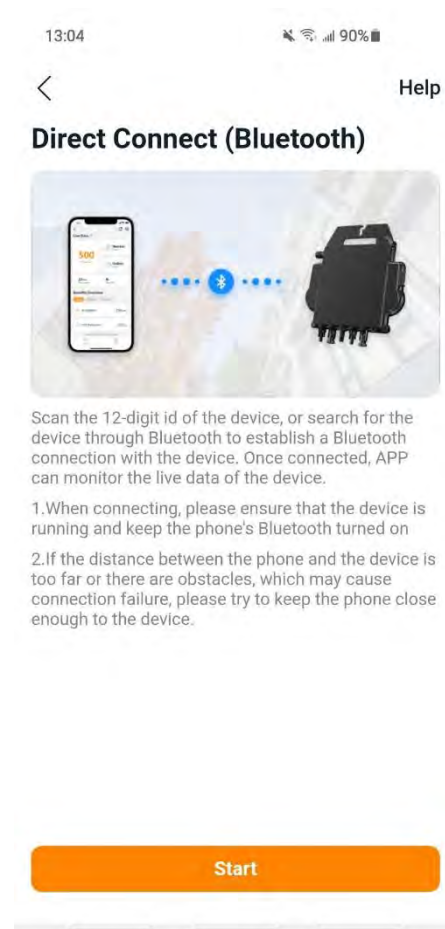 13:04
90%
Help
Direct Connect (Bluetooth)
500
Scan the 12-digit id of the device, or search for the
device through Bluetooth to establish a Bluetooth
connection with the device. Once connected, APP
can monitor the live data of the device.
1.When connecting, please ensure that the device is
running and keep the phone's Bluetooth turned on
2.If the distance between the phone and the device is
too far or there are obstacles, which may cause
connection failure, please try to keep the phone close
enough to the device.
Start